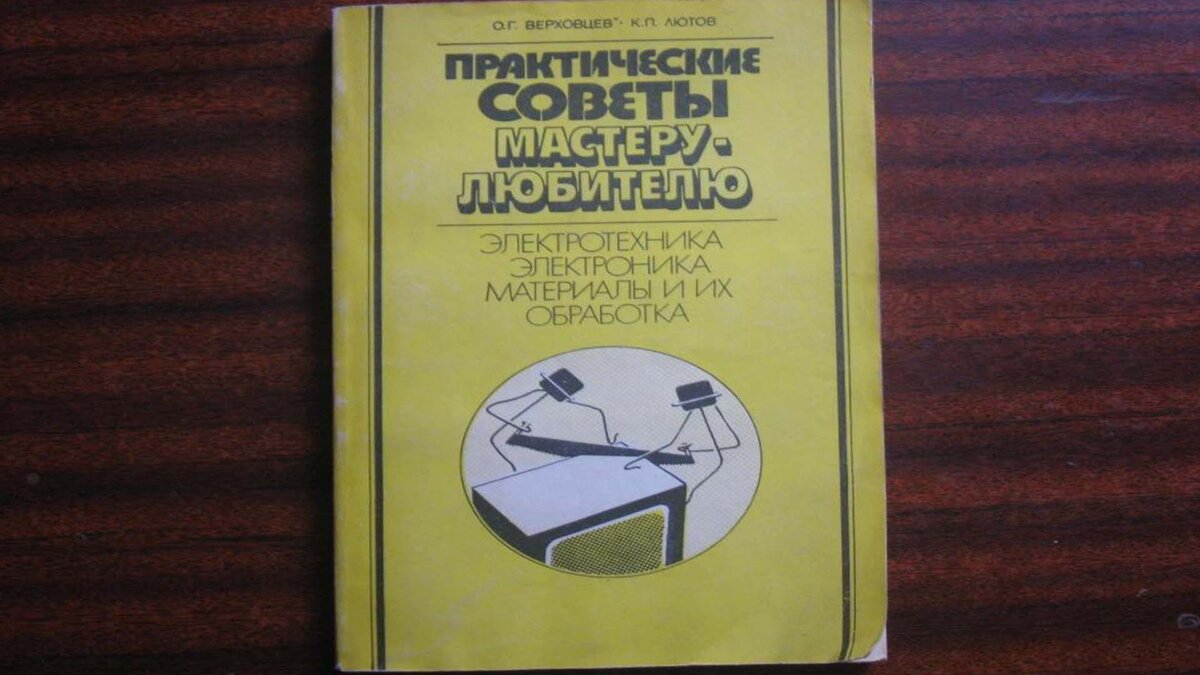 О.Г. ВЕРХОВЦЕВ · К.П. ЛЮТОВ
ПРАКТИЧЕСКИЕ
СОВЕТЫ
МАСТЕРУ-
ЛЮБИТЕЛЮ
ЭЛЕКТРОТЕХНИКА
ЭЛЕКТРОНИКА
МАТЕРИАЛЫ И ИХ
ОБРАБОТКА